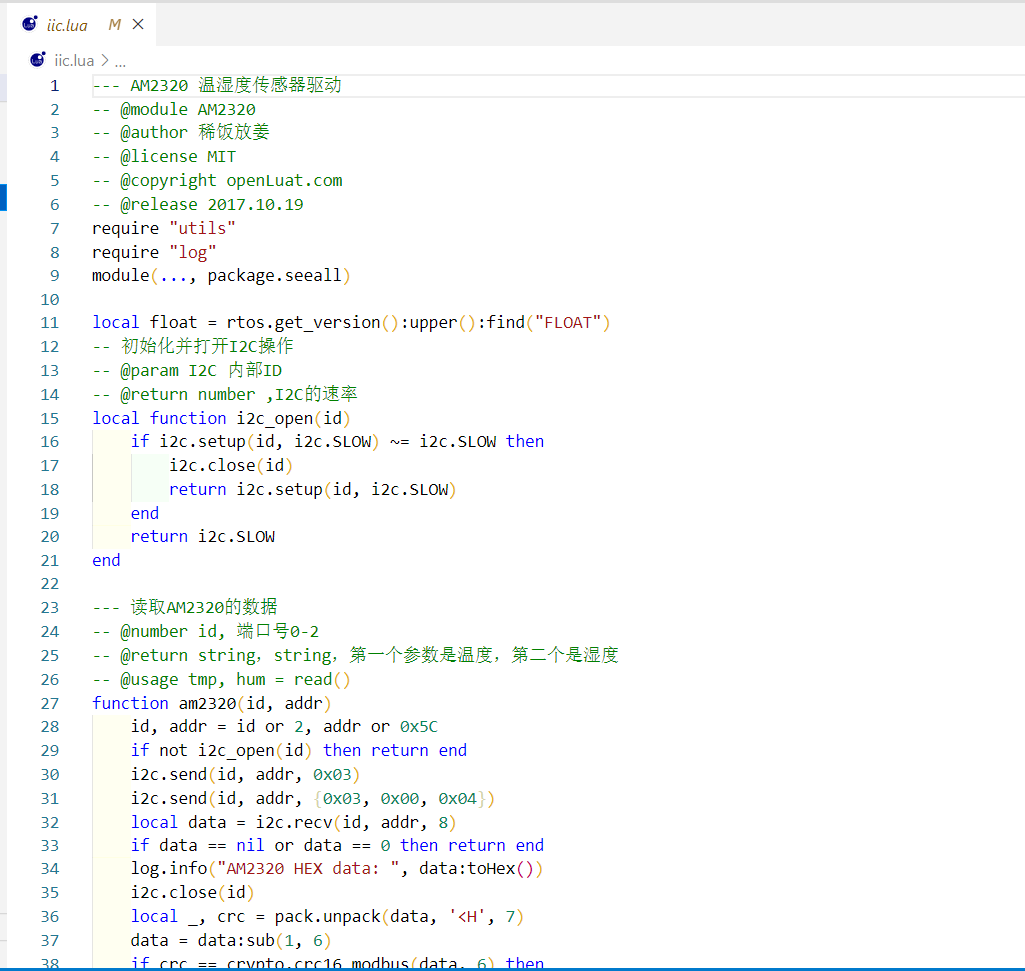 iic.lua M
iic.lua > ...
1 --- AM2320 温湿度传感器驱动
2 -- @module AM2320
3 -- @author 稀饭放姜
4 -- @license MIT
5 -- @copyright openLuat.com
6 -- @release 2017.10.19
7 require "utils"
8 require "log"
9 module(..., package.seeall)
10
11 local float = rtos.get_version():upper():find("FLOAT")
12 -- 初始化并打开I2C操作
13 -- @param I2C 内部ID
14 -- @return number ,I2C的速率
15 local function i2c_open(id)
16     if i2c.setup(id, i2c.SLOW) ~= i2c.SLOW then
17         i2c.close(id)
18         return i2c.setup(id, i2c.SLOW)
19     end
20     return i2c.SLOW
21 end
22
23 --- 读取AM2320的数据
24 -- @number id, 端口号0-2
25 -- @return string，string，第一个参数是温度，第二个是湿度
26 -- @usage tmp, hum = read()
27 function am2320(id, addr)
28     id, addr = id or 2, addr or 0x5C
29     if not i2c_open(id) then return end
30     i2c.send(id, addr, 0x03)
31     i2c.send(id, addr, {0x03, 0x00, 0x04})
32     local data = i2c.recv(id, addr, 8)
33     if data == nil or data == 0 then return end
34     log.info("AM2320 HEX data: ", data:toHex())
35     i2c.close(id)
36     local _, crc = pack.unpack(data, '<H', 7)
37     data = data:sub(1, 6)
38     if crc == crypto.crc16_modbus(data, 6) then